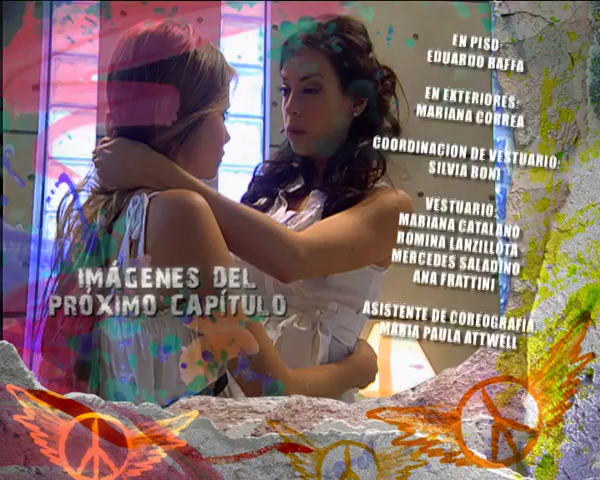 EN PISO
EDUARDO RAFFA
EN EXTERIORES:
MARIANA CORREA
COORDINACION DE VESTUARIO:
SILVIA BONI
VESTUARIO:
MARIANA CATALANO
ROMINA LANZILLOTA
MERCEDES SALADINO
ANA FRATTINI
ASISTENTE DE COREOGRAFIA
MARIA PAULA ATTWELL
IMÁGENES DEL
PRÓXIMO CAPÍTULO